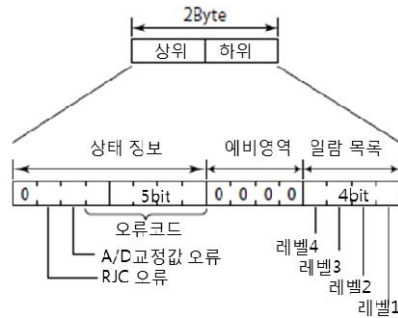 2Byte
상위 하위
상태 정보 예비영역 일람 목록
0 5bit 0 0 0 0 4bit
오류코드
A/D교정값 오류
RJC 오류
레벨4
레벨3
레벨2
레벨1